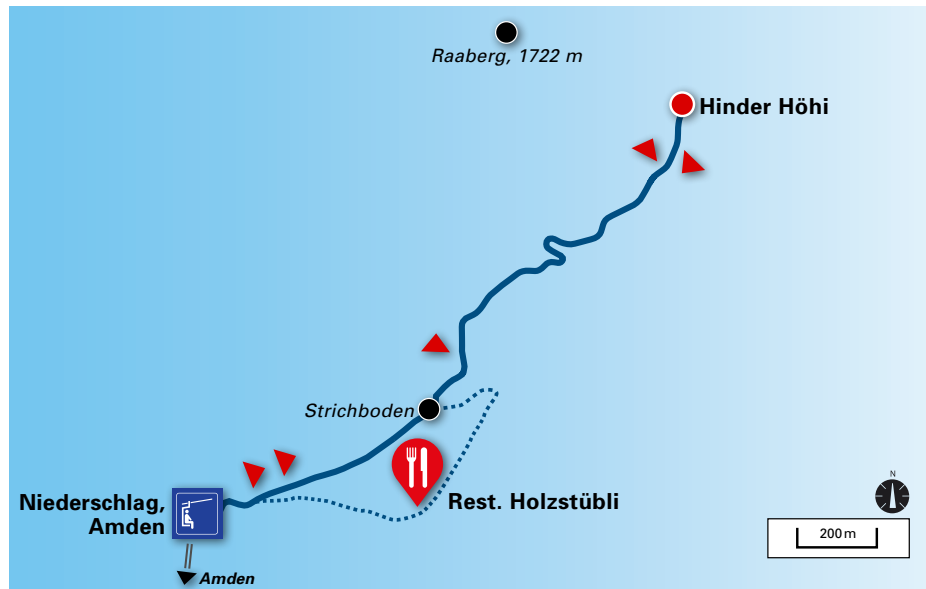 Raaberg, 1722 m
Hinder Höhi
Strichboden
Niederschlag,
Amden
Rest. Holzstübli
N
200 m
Amden